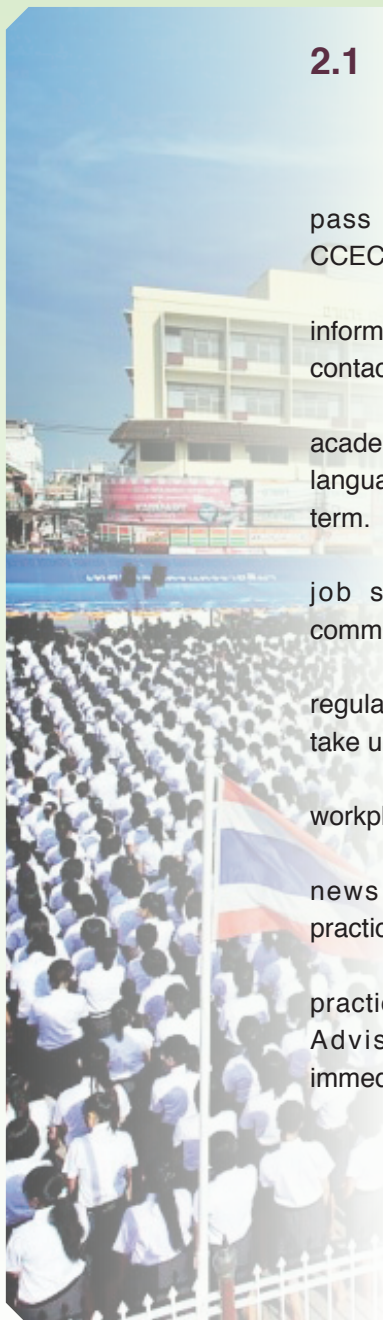 2.1
pass
CCEC
inform
contac
acade
langua
term.
job s
comm
regula
take u
workpl
news
practic
practic
Advis
immed